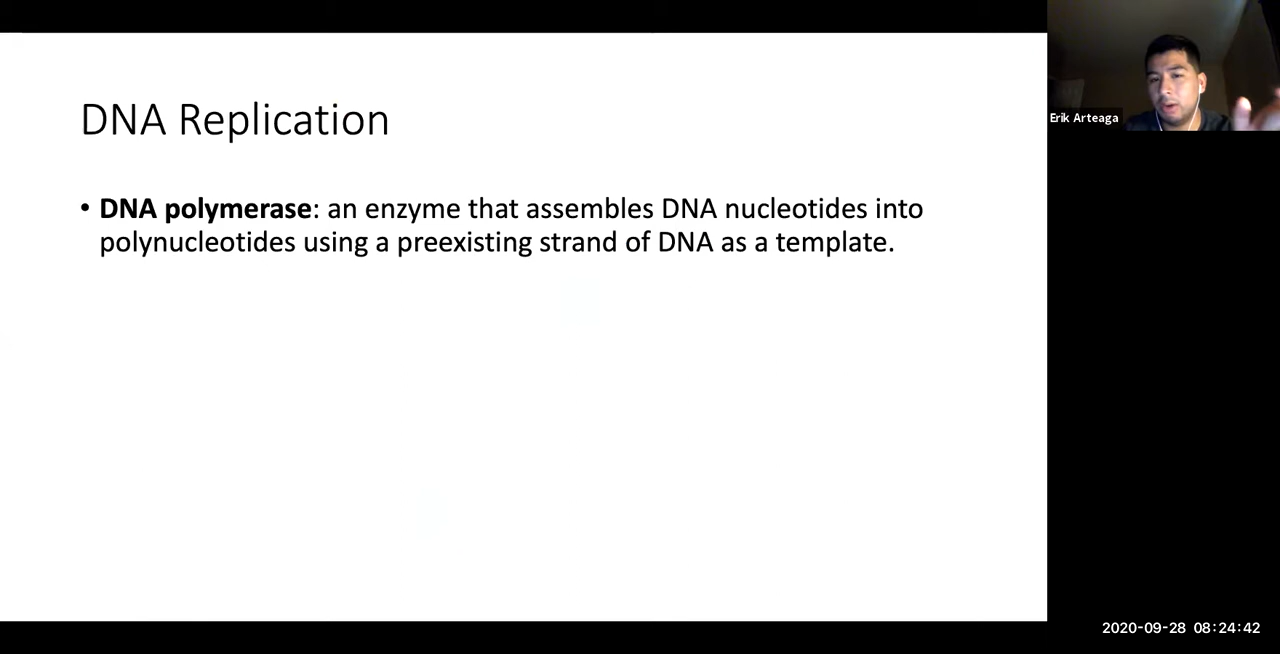 DNA Replication
• DNA polymerase: an enzyme that assembles DNA nucleotides into
polynucleotides using a preexisting strand of DNA as a template.
Erik Arteaga
2020-09-28 08:24:42